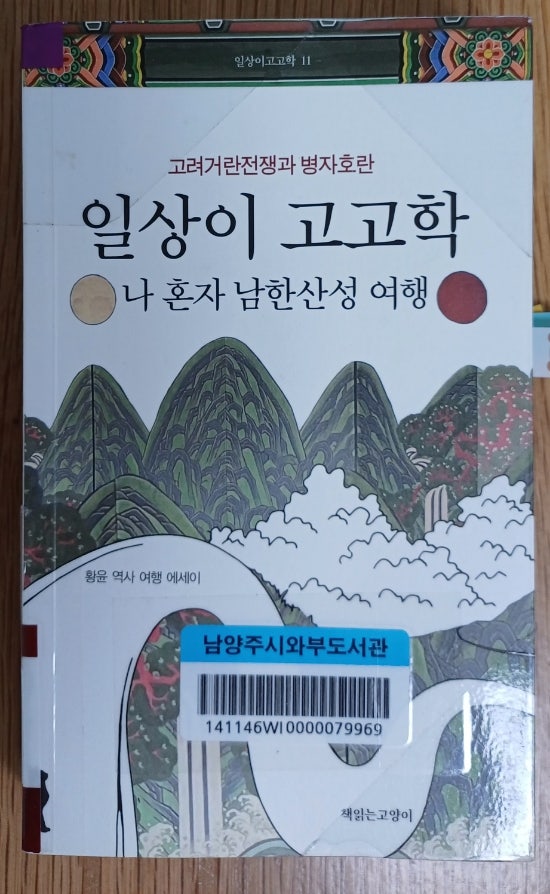 일상이고고학 11
고려거란전쟁과 병자호란
일상이 고고학
나 혼자 남한산성 여행
황윤 역사 여행 에세이
남양주시와부도서관
141146WI0000079969
책읽는고양이